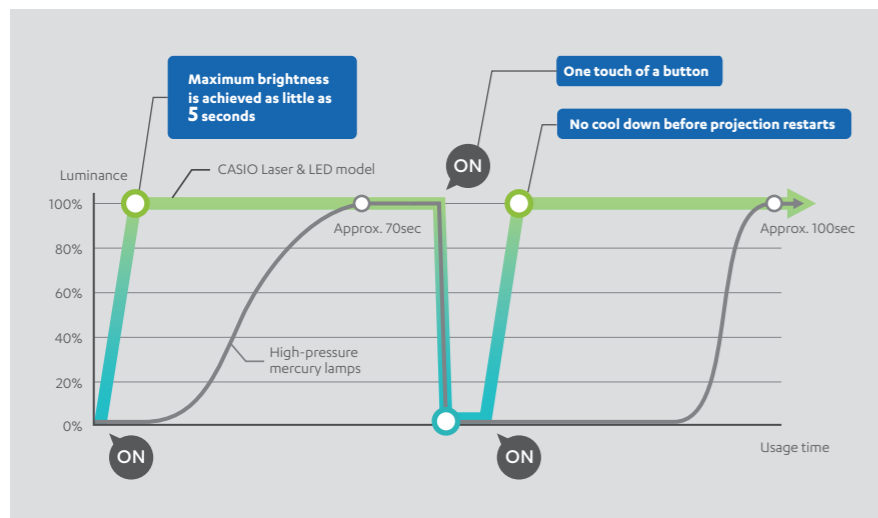 Maximum brightness
is achieved as little as
5 seconds
One touch of a button
No cool down before projection restarts
ON
Luminance
CASIO Laser & LED model
100%
Approx. 70sec
Approx. 100sec
80%
60%
40%
High-pressure
mercury lamps
20%
0%
Usage time
ON
ON